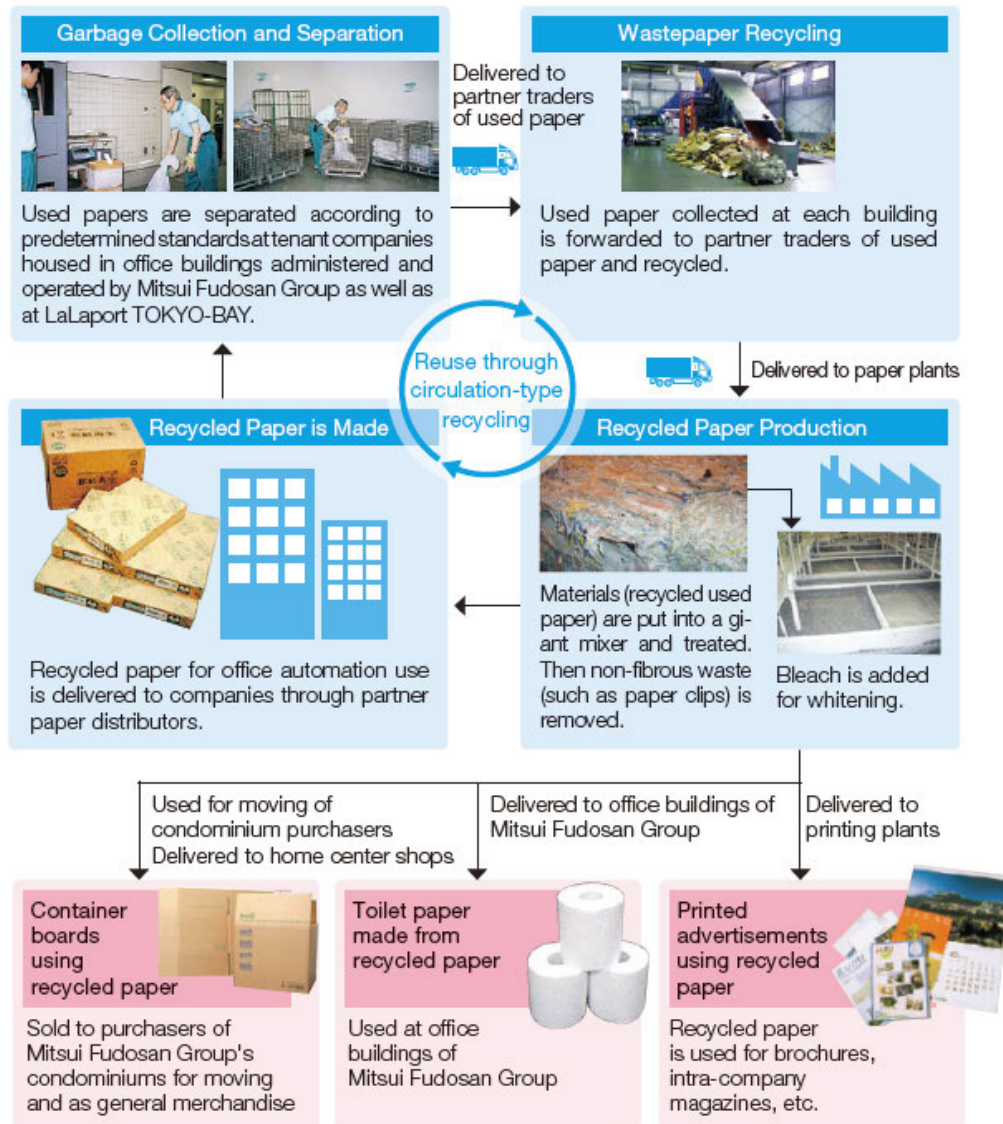 Garbage Collection and Separation
Used papers are separated according to
predetermined standards at tenant companies
housed in office buildings administered and
operated by Mitsui Fudosan Group as well as
at LaLaport TOKYO-BAY.
Delivered to
partner traders
of used paper
Wastepaper Recycling
Used paper collected at each building
is forwarded to partner traders of used
paper and recycled.
Reuse through
circulation-type
recycling
Delivered to paper plants
Recycled Paper is Made
Recycled paper for office automation use
is delivered to companies through partner
paper distributors.
Recycled Paper Production
Materials (recycled used
paper) are put into a gi-
ant mixer and treated.
Then non-fibrous waste
(such as paper clips) is
removed.
Bleach is added
for whitening.
Used for moving of
condominium purchasers
Delivered to home center shops
Delivered to office buildings of
Mitsui Fudosan Group
Delivered to
printing plants
Container
boards
using
recycled paper
Sold to purchasers of
Mitsui Fudosan Group's
condominiums for moving
and as general merchandise
Toilet paper
made from
recycled paper
Used at office
buildings of
Mitsui Fudosan Group
Printed
advertisements
using recycled
paper
Recycled paper
is used for brochures,
intra-company
magazines, etc.